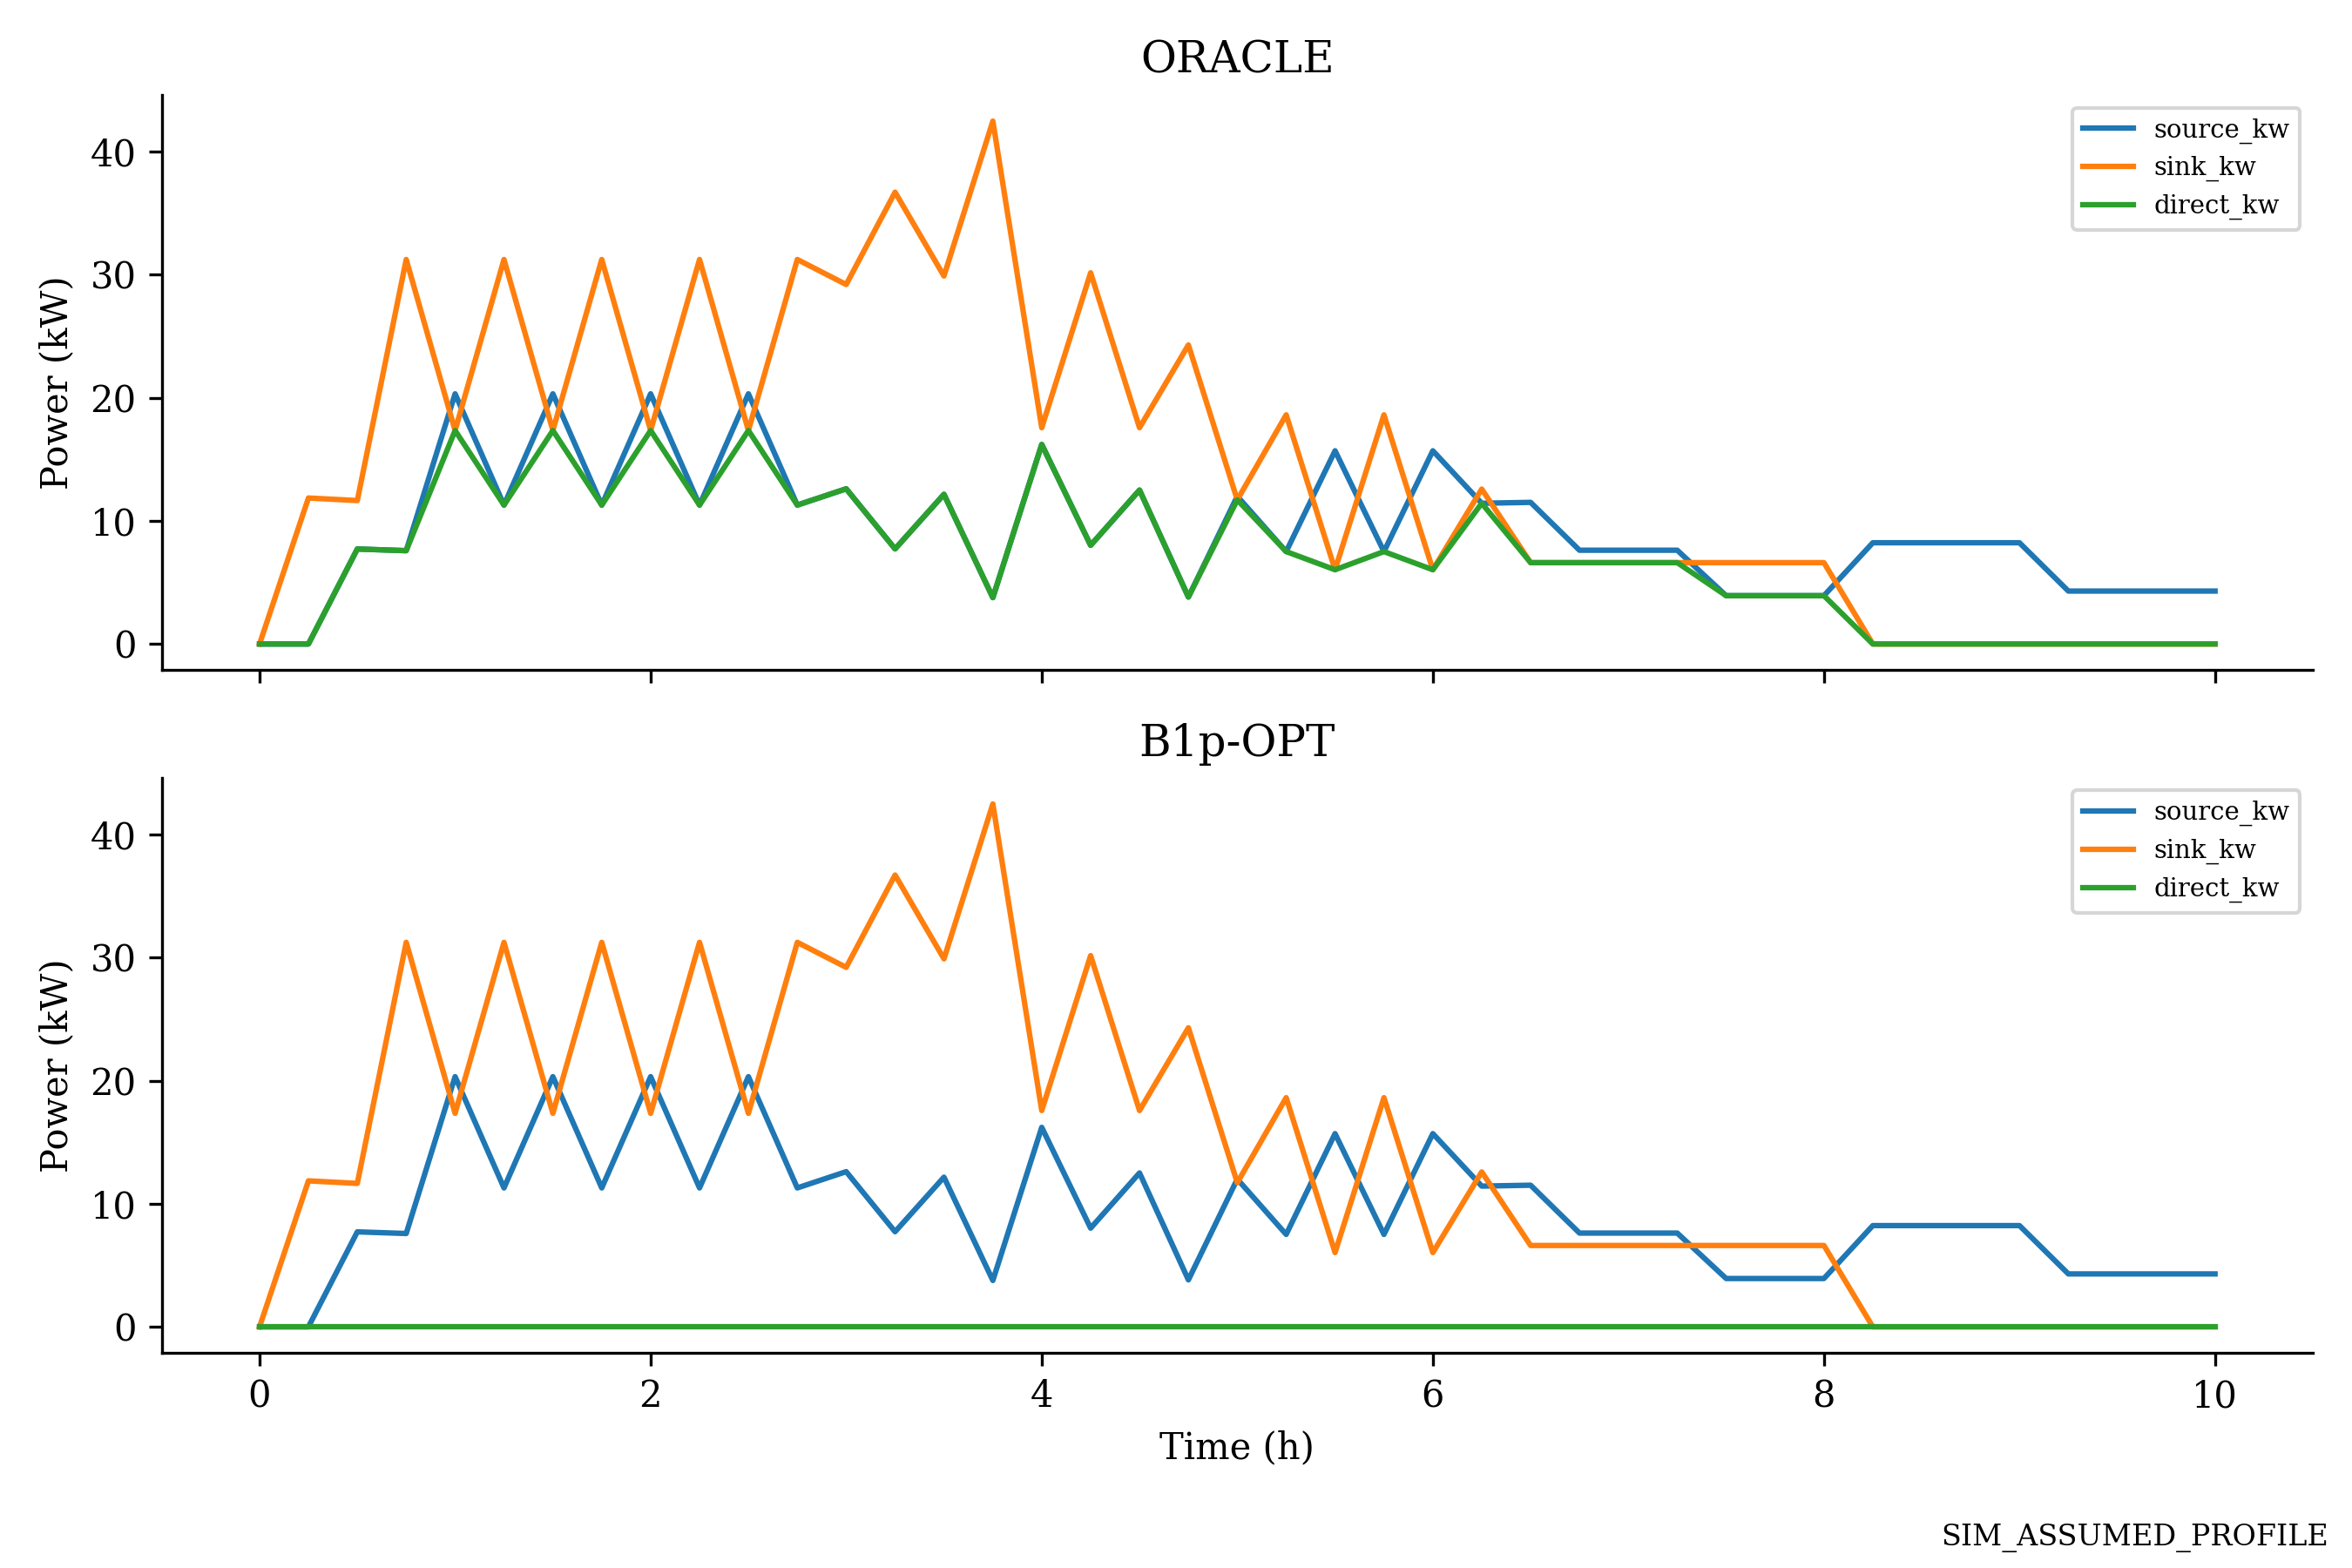 ORACLE
Power (kW)
40
30
20
10
0
source_kw
sink_kw
direct_kw
B1p-OPT
Power (kW)
40
30
20
10
0
source_kw
sink_kw
direct_kw
0 2 4 6 8 10
Time (h)
SIM_ASSUMED_PROFILE